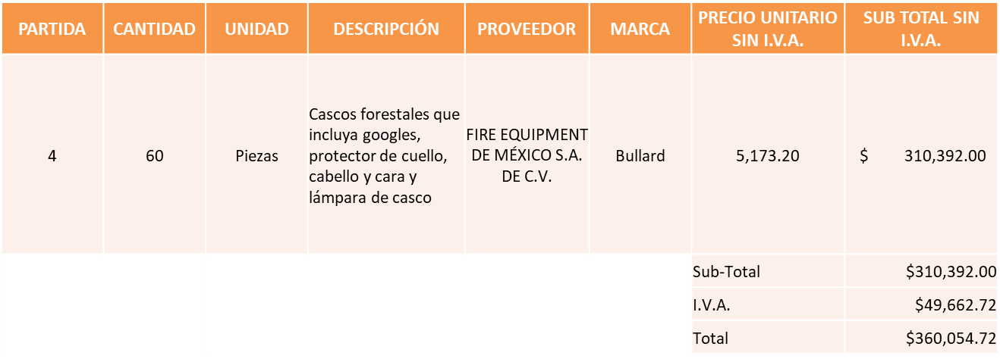 PARTIDA
CANTIDAD
UNIDAD
DESCRIPCIÓN
PROVEEDOR
MARCA
PRECIO UNITARIO
SIN I.V.A.
SUB TOTAL SIN
I.V.A.
4
60
Piezas
Cascos forestales que
incluya googles,
protector de cuello,
cabello y cara y
lámpara de casco
FIRE EQUIPMENT
DE MÉXICO S.A.
DE C.V.
Bullard
5,173.20
$ 310,392.00
Sub-Total $310,392.00
I.V.A. $49,662.72
Total $360,054.72